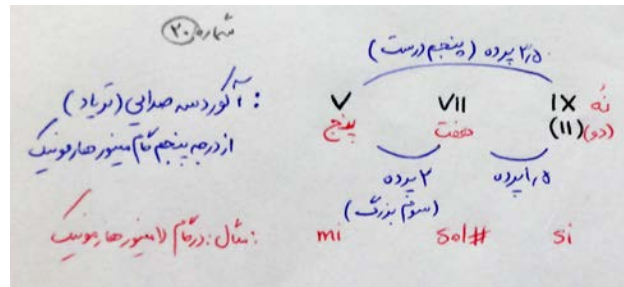 شماره ۲۰
۳٫۵ پرده (پنجم درست)
آکورد سه صدایی (تریاد) :
از درجه پنجم گام مینور هارمونیک
V VII IX نُه
پنج هفت (II) (دو)
۲ پرده ۱٫۵ پرده
(سوم بزرگ)
مثال: در گام لا مینور هارمونیک:
mi sol# si